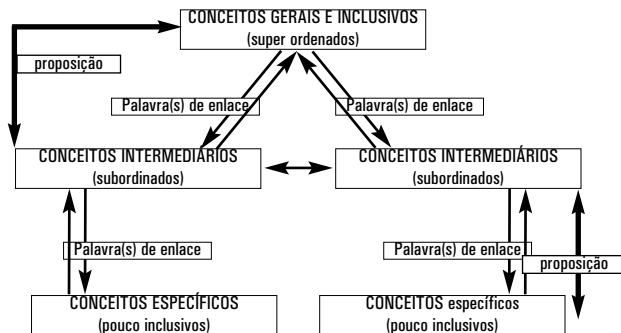 CONCEITOS GERAIS E INCLUSIVOS
(super ordenados)
proposição
Palavra(s) de enlace
Palavra(s) de enlace
CONCEITOS INTERMEDIÁRIOS
(subordinados)
CONCEITOS INTERMEDIÁRIOS
(subordinados)
Palavra(s) de enlace
Palavra(s) de enlace
proposição
CONCEITOS ESPECÍFICOS
(pouco inclusivos)
CONCEITOS específicos
(pouco inclusivos)